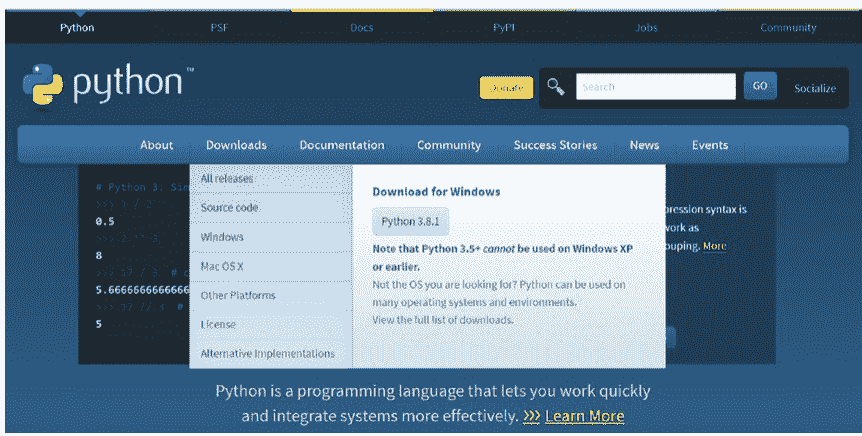 Python PSF Docs PyPI Jobs Community
python™
Donate Search GO Socialize
About Downloads Documentation Community Success Stories News Events
# Python 3: Sim
0.5
8
5.6666666666666
5
All releases
Source code
Windows
Mac OS X
Other Platforms
License
Alternative Implementations
Download for Windows
Python 3.8.1
Note that Python 3.5+ cannot be used on Windows XP
or earlier.
Not the OS you are looking for? Python can be used on
many operating systems and environments.
View the full list of downloads.
pression syntax is
work as
ouping. More
Python is a programming language that lets you work quickly
and integrate systems more effectively. >>> Learn More